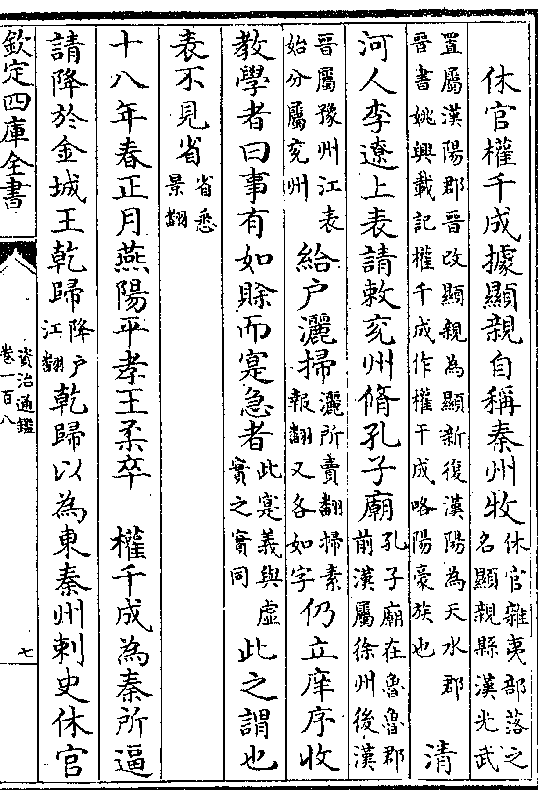 休官權千成據顯親自稱秦州牧休官雜夷部落之
名顯親縣漢光武
置屬漢陽郡晉改顯親為顯新復漢陽為天水郡
晉書姚興載記權千成作權干成略陽豪族也
清
河人李遼上表請敕兖州脩孔子廟孔子廟在魯魯郡
前漢屬徐州後漢
晉屬豫州江表
始分屬兖州
給户灑掃灑所賣翻掃素
報翻又各如字
仍立庠序收
教學者曰事有如賖而寔急者此寔義與虛
實之實同
此之謂也
表不見省省悉
景翻
十八年春正月燕陽平孝王柔卒 權千成為秦所逼
請降於金城王乾歸降户
江翻
乾歸以為東秦州刺史休官
欽定四庫全書
資治通鑑
卷一百八
七